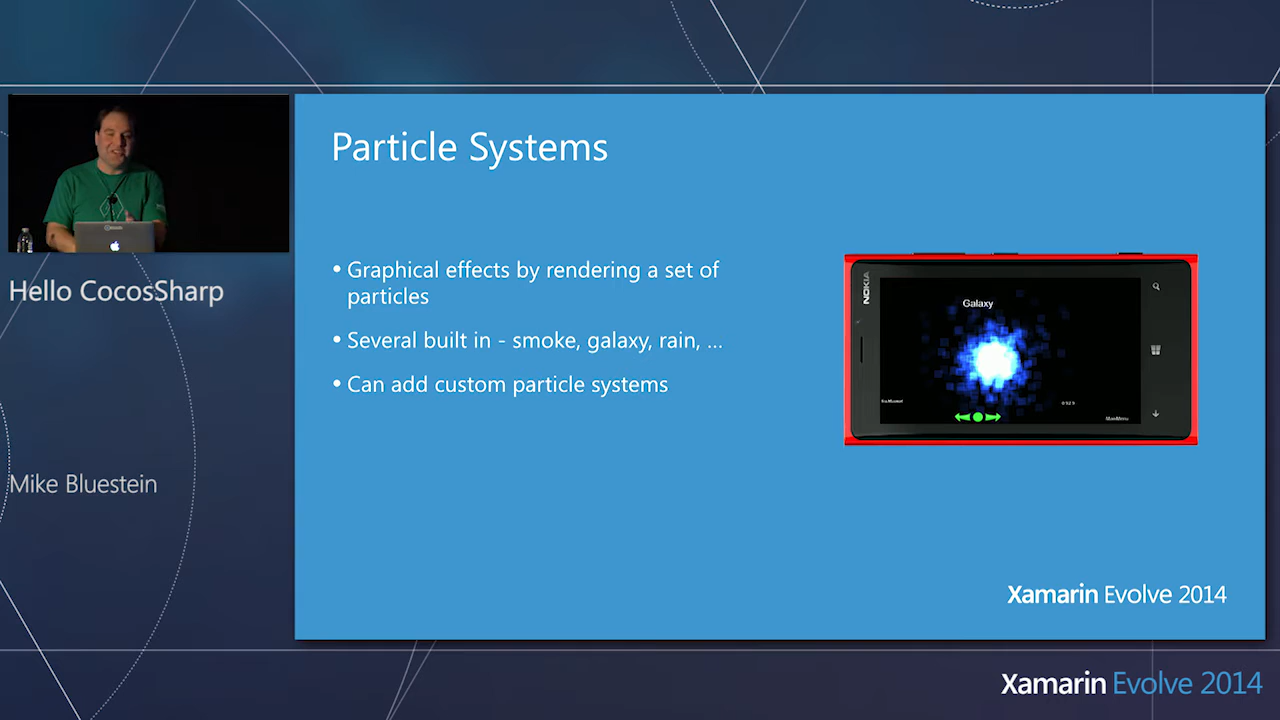 Particle Systems
• Graphical effects by rendering a set of
particles
• Several built in - smoke, galaxy, rain, ...
• Can add custom particle systems
NOKIA
Galaxy
MainMenu
Hello CocosSharp
Mike Bluestein
Xamarin Evolve 2014
Xamarin Evolve 2014